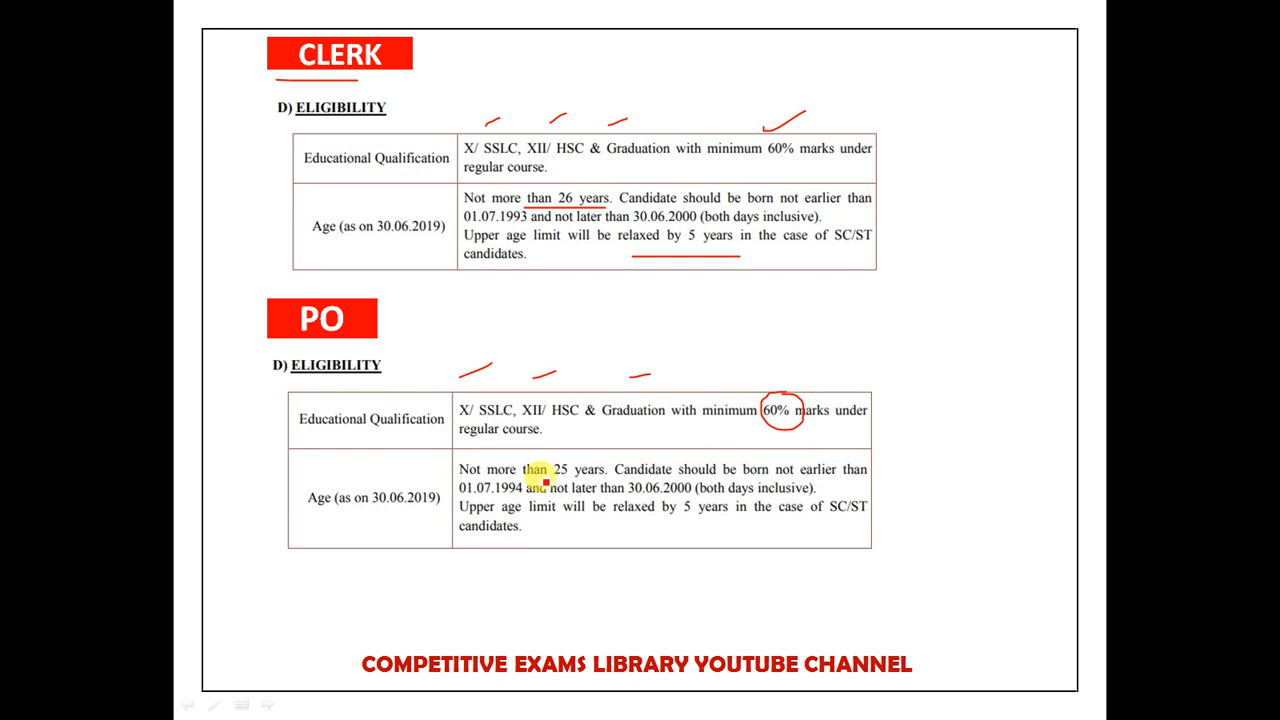 CLERK
D) ELIGIBILITY
Educational Qualification
X/ SSLC, XII/ HSC & Graduation with minimum 60% marks under
regular course.
Age (as on 30.06.2019)
Not more than 26 years. Candidate should be born not earlier than
01.07.1993 and not later than 30.06.2000 (both days inclusive).
Upper age limit will be relaxed by 5 years in the case of SC/ST
candidates.
PO
D) ELIGIBILITY
Educational Qualification
X/ SSLC, XII/ HSC & Graduation with minimum 60% marks under
regular course.
Age (as on 30.06.2019)
Not more than 25 years. Candidate should be born not earlier than
01.07.1994 and not later than 30.06.2000 (both days inclusive).
Upper age limit will be relaxed by 5 years in the case of SC/ST
candidates.
COMPETITIVE EXAMS LIBRARY YOUTUBE CHANNEL